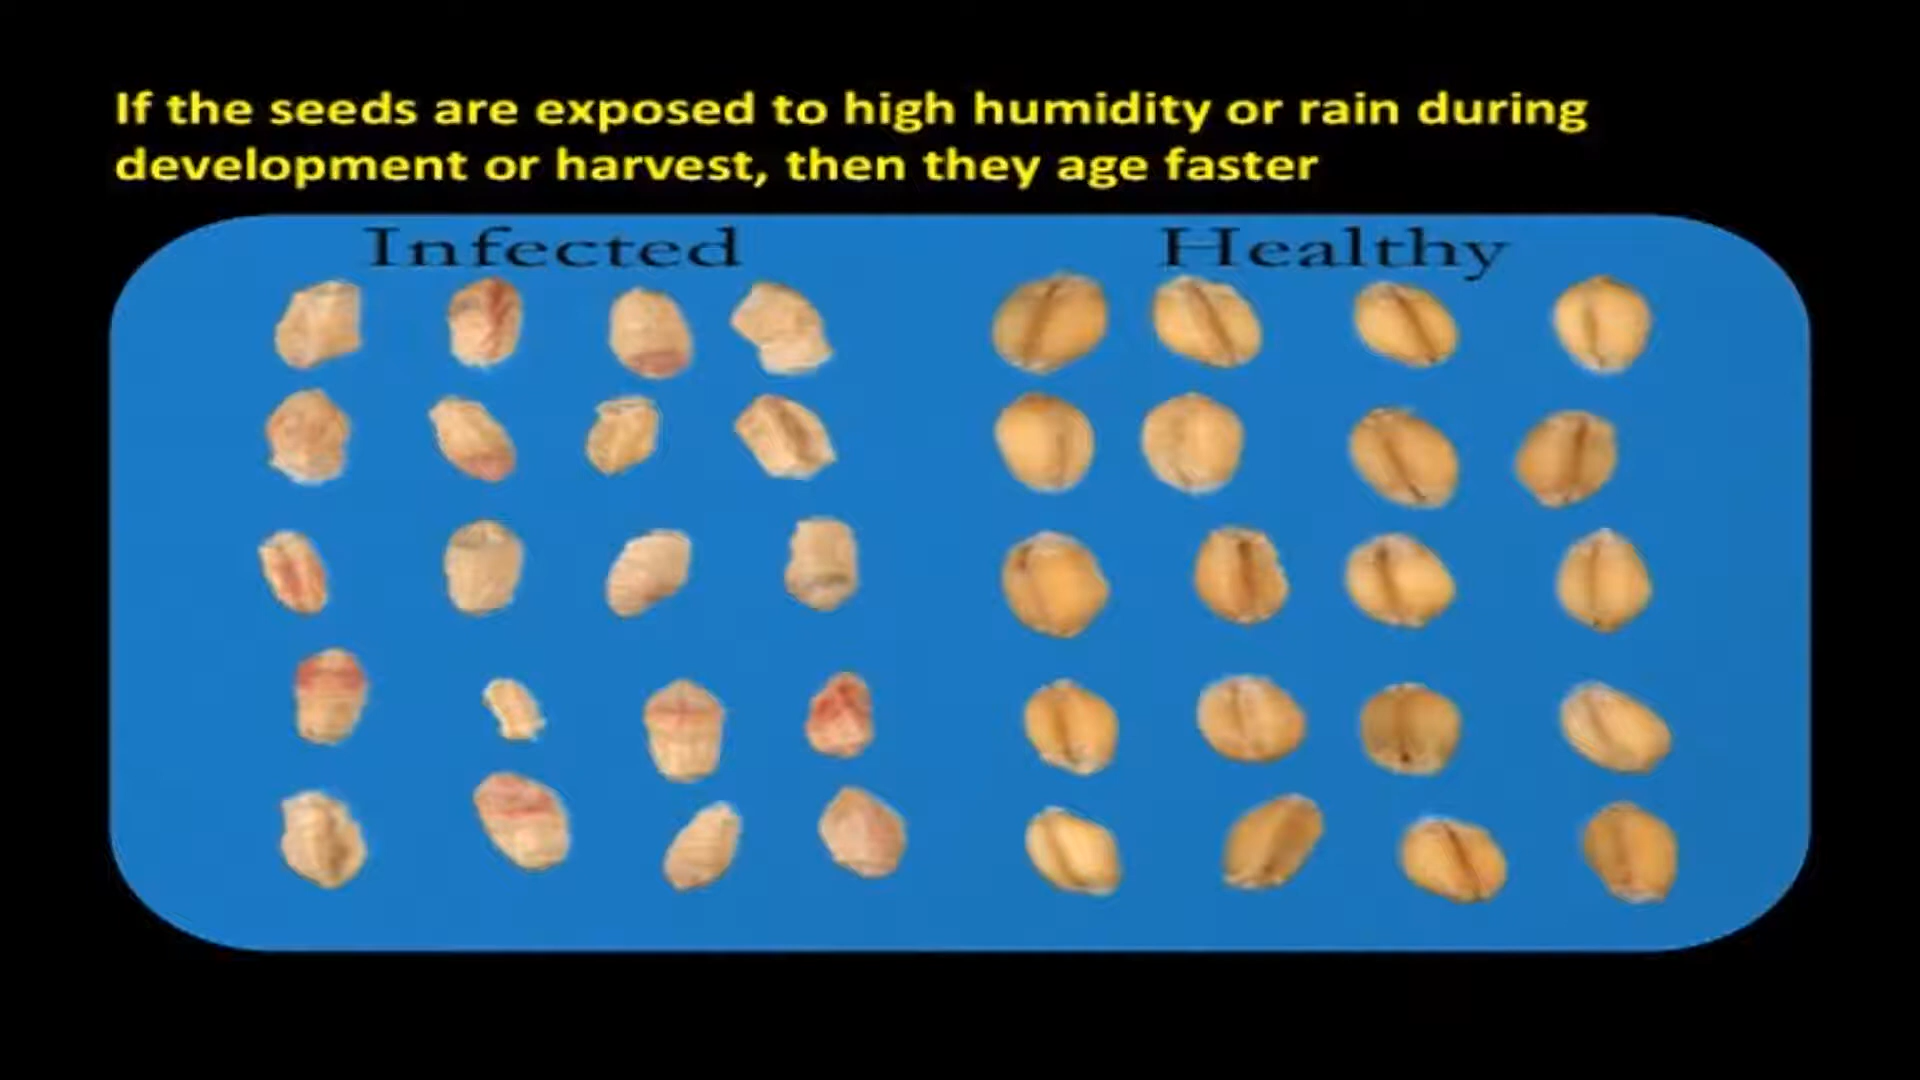 If the seeds are exposed to high humidity or rain during
development or harvest, then they age faster
Infected
Healthy